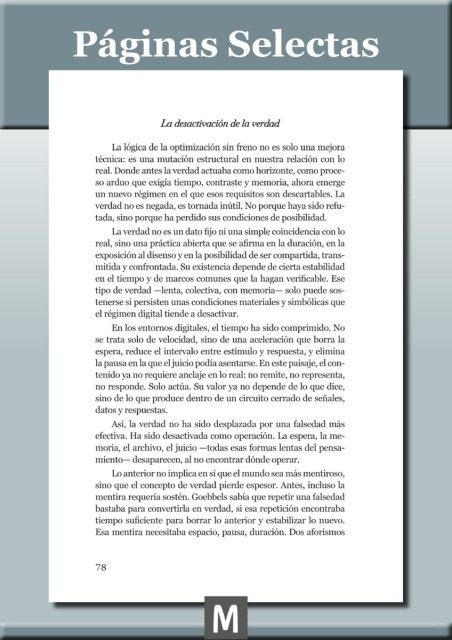 Páginas Selectas
La desactivación de la verdad
La lógica de la optimización sin freno no es solo una mejora
técnica: es una mutación estructural en nuestra relación con lo
real. Donde antes la verdad actuaba como horizonte, como proce-
so arduo que exigía tiempo, contraste y memoria, ahora emerge
un nuevo régimen en el que esos requisitos son descartables. La
verdad no es negada, es tornada inútil. No porque haya sido refu-
tada, sino porque ha perdido sus condiciones de posibilidad.
La verdad no es un dato fijo ni una simple coincidencia con lo
real, sino una práctica abierta que se afirma en la duración, en la
exposición al disenso y en la posibilidad de ser compartida, trans-
mitida y confrontada. Su existencia depende de cierta estabilidad
en el tiempo y de marcos comunes que la hagan verificable. Ese
tipo de verdad —lenta, colectiva, con memoria— solo puede sos-
tenerse si persisten unas condiciones materiales y simbólicas que
el régimen digital tiende a desactivar.
En los entornos digitales, el tiempo ha sido comprimido. No
se trata solo de velocidad, sino de una aceleración que borra la
espera, reduce el intervalo entre estímulo y respuesta, y elimina
la pausa en la que el juicio podía asentarse. En este paisaje, el con-
tenido ya no requiere anclaje en lo real: no remite, no representa,
no responde. Solo actúa. Su valor ya no depende de lo que dice,
sino de lo que produce dentro de un circuito cerrado de señales,
datos y respuestas.
Así, la verdad no ha sido desplazada por una falsedad más
efectiva. Ha sido desactivada como operación. La espera, la me-
moria, el archivo, el juicio —todas esas formas lentas del pensa-
miento— desaparecen, al no encontrar dónde operar.
Lo anterior no implica en sí que el mundo sea más mentiroso,
sino que el concepto de verdad pierde espesor. Antes, incluso la
mentira requería sostén. Goebbels sabía que repetir una falsedad
bastaba para convertirla en verdad, si esa repetición encontraba
tiempo suficiente para borrar lo anterior y estabilizar lo nuevo.
Esa mentira necesitaba espacio, pausa, duración. Dos aforismos
78
M